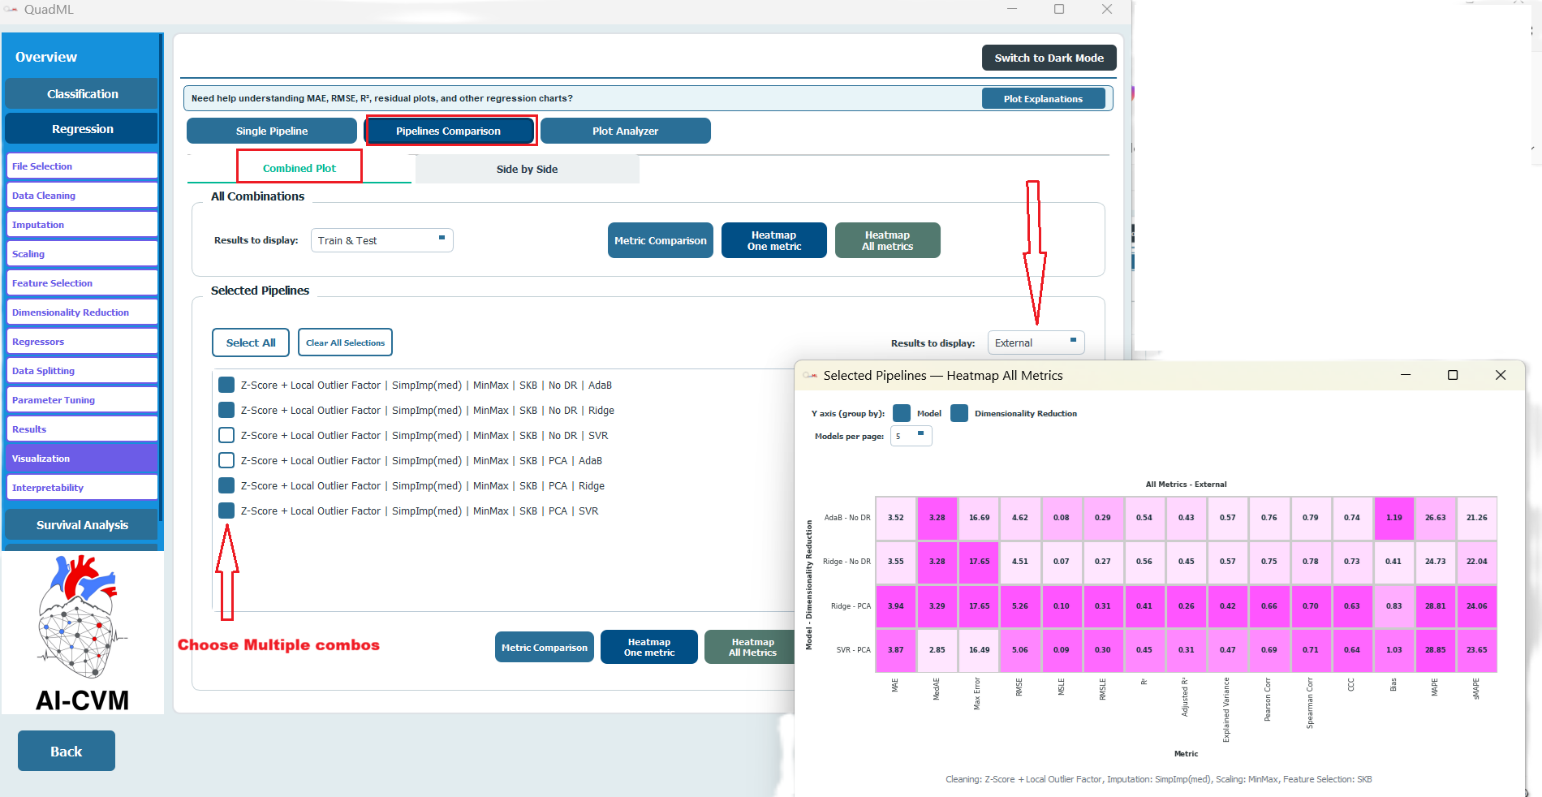 QuadML
Overview
Classification
Regression
File Selection
Data Cleaning
Imputation
Scaling
Feature Selection
Dimensionality Reduction
Regressors
Data Splitting
Parameter Tuning
Results
Visualization
Interpretability
Survival Analysis
AI-CVM
Back
Switch to Dark Mode
Need help understanding MAE, RMSE, R², residual plots, and other regression charts?
Plot Explanations
Single Pipeline
Pipelines Comparison
Plot Analyzer
Combined Plot
Side by Side
All Combinations
Results to display:
Train & Test
Metric Comparison
Heatmap
One metric
Heatmap
All metrics
Selected Pipelines
Select All
Clear All Selections
Results to display:
External
Z-Score + Local Outlier Factor | SimpImp(med) | MinMax | SKB | No DR | AdaB
Z-Score + Local Outlier Factor | SimpImp(med) | MinMax | SKB | No DR | Ridge
Z-Score + Local Outlier Factor | SimpImp(med) | MinMax | SKB | No DR | SVR
Z-Score + Local Outlier Factor | SimpImp(med) | MinMax | SKB | PCA | AdaB
Z-Score + Local Outlier Factor | SimpImp(med) | MinMax | SKB | PCA | Ridge
Z-Score + Local Outlier Factor | SimpImp(med) | MinMax | SKB | PCA | SVR
Choose Multiple combos
Metric Comparison
Heatmap
One metric
Heatmap
All Metrics
Selected Pipelines — Heatmap All Metrics
Y axis (group by): Model Dimensionality Reduction
Models per page: 5
All Metrics - External
Model - Dimensionality Reduction
AdaB - No DR 3.52 3.28 16.69 4.62 0.08 0.29 0.54 0.43 0.57 0.76 0.79 0.74 1.19 26.63 21.26
Ridge - No DR 3.55 3.28 17.65 4.51 0.07 0.27 0.56 0.45 0.57 0.75 0.78 0.73 0.41 24.73 22.04
Ridge - PCA 3.94 3.29 17.65 5.26 0.10 0.31 0.41 0.26 0.42 0.66 0.70 0.63 0.83 28.81 24.06
SVR - PCA 3.87 2.85 16.49 5.06 0.09 0.30 0.45 0.31 0.47 0.69 0.71 0.64 1.03 28.85 23.65
MAE MedAE Max Error RMSE MSLE RMSLE R² Adjusted R² Explained Variance Pearson Corr Spearman Corr CCC Bias MAPE sMAPE
Metric
Cleaning: Z-Score + Local Outlier Factor, Imputation: SimpImp(med), Scaling: MinMax, Feature Selection: SKB